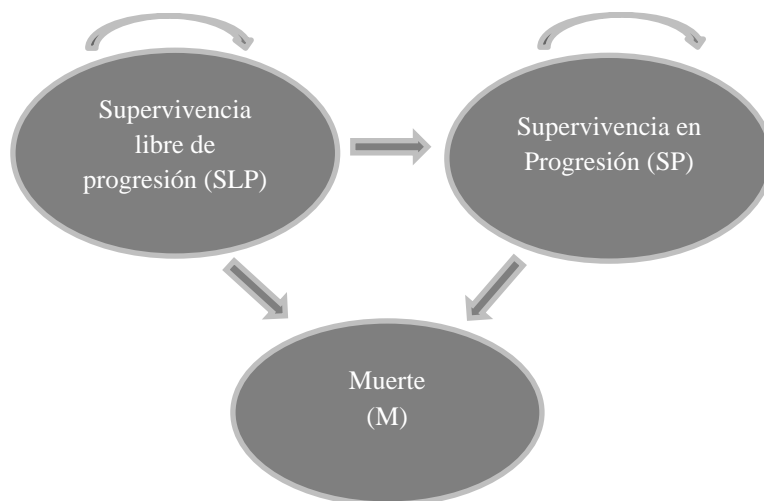 Supervivencia
libre de
progresión (SLP)
Supervivencia en
Progresión (SP)
Muerte
(M)